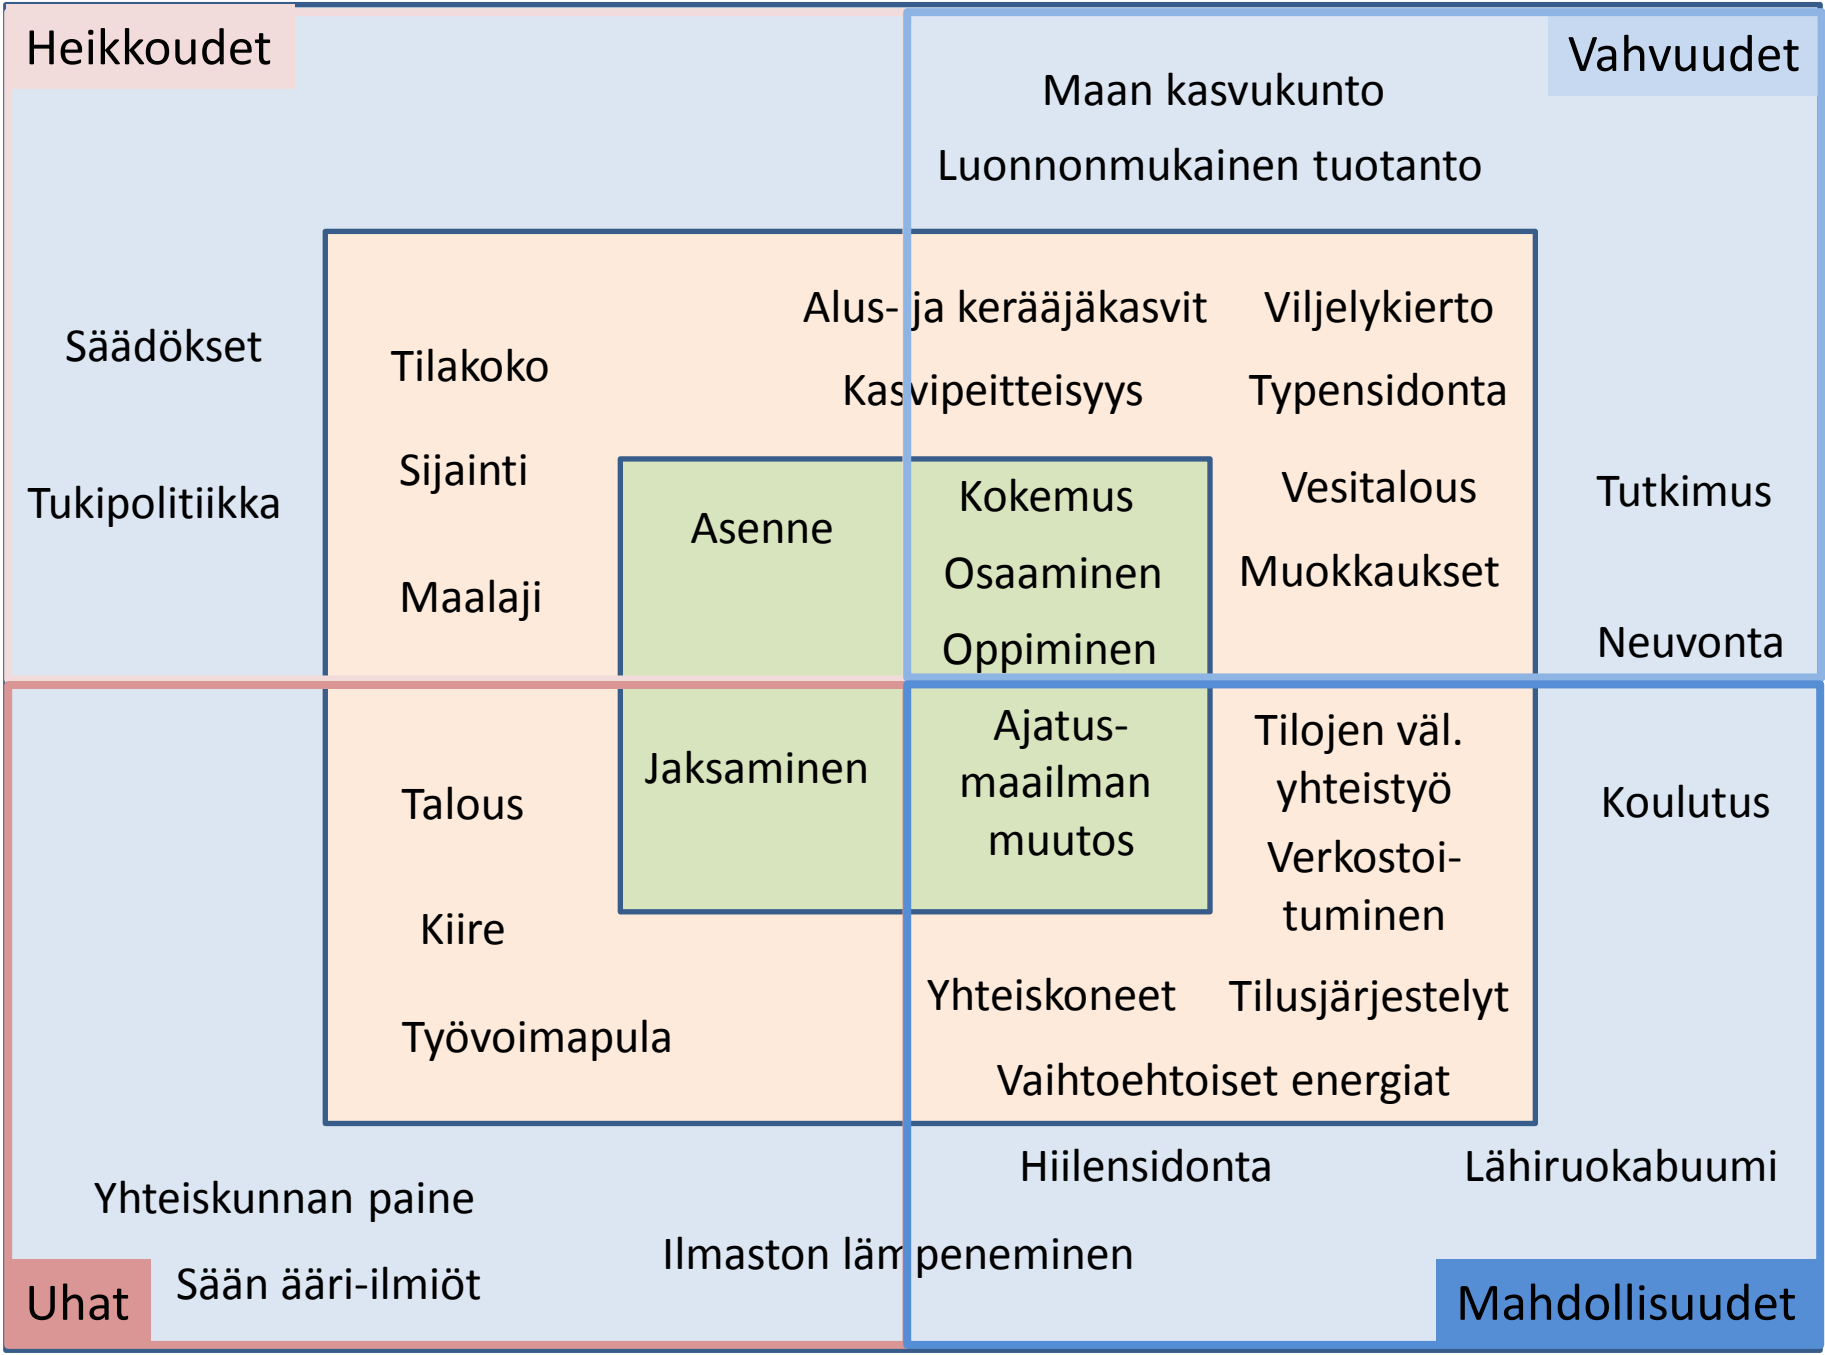 Heikkoudet
Vahvuudet
Maan kasvukunto
Luonnonmukainen tuotanto
Säädökset
Tukipolitiikka
Tilakoko
Sijainti
Maalaji
Alus- ja kerääjäkasvit
Kasvipeitteisyys
Viljelykierto
Typensidonta
Vesitalous
Muokkaukset
Asenne
Kokemus
Osaaminen
Oppiminen
Tutkimus
Neuvonta
Jaksaminen
Ajatus-
maailman
muutos
Talous
Kiire
Työvoimapula
Tilojen väl.
yhteistyö
Verkostoi-
tuminen
Yhteiskoneet
Tilusjärjestelyt
Vaihtoehtoiset energiat
Koulutus
Hiilensidonta
Lähiruokabuumi
Yhteiskunnan paine
Ilmaston lämpeneminen
Sään ääri-ilmiöt
Uhat
Mahdollisuudet